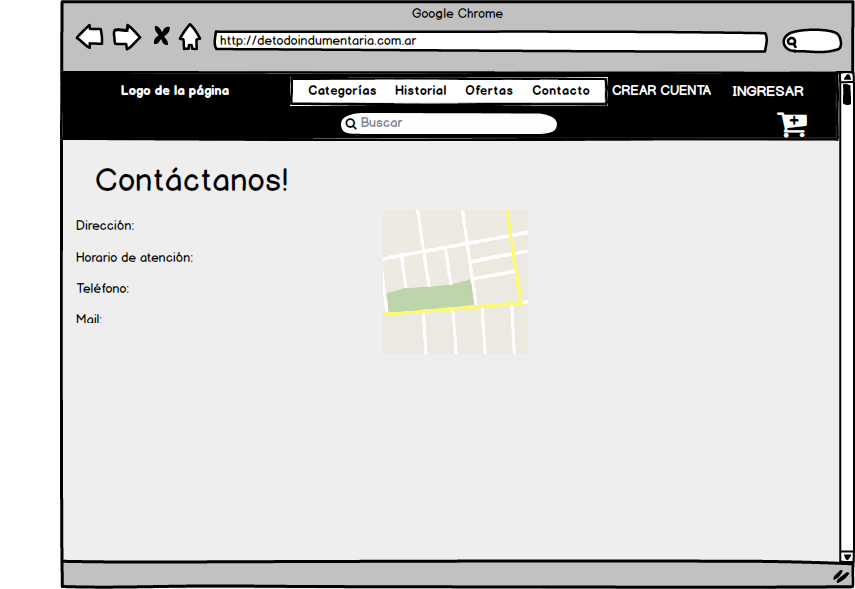 Google Chrome
http://detodoindumentaria.com.ar
Logo de la página Categorías Historial Ofertas Contacto CREAR CUENTA INGRESAR
Buscar
Contáctanos!
Dirección:
Horario de atención:
Teléfono:
Mail: